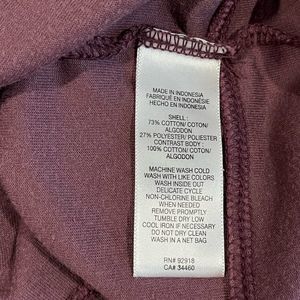 MADE IN INDONESIA
FABRIQUÉ EN INDONÉSIE
HECHO EN INDONESIA
SHELL :
73% COTTON/ COTON/
ALGODON
27% POLYESTER/ POLIESTER
CONTRAST BODY :
100% COTTON/ COTON/
ALGODON
MACHINE WASH COLD
WASH WITH LIKE COLORS
WASH INSIDE OUT
DELICATE CYCLE
NON-CHLORINE BLEACH
WHEN NEEDED
REMOVE PROMPTLY
TUMBLE DRY LOW
COOL IRON IF NECESSARY
DO NOT DRY CLEAN
WASH IN A NET BAG
RN# 92918
CA# 34460